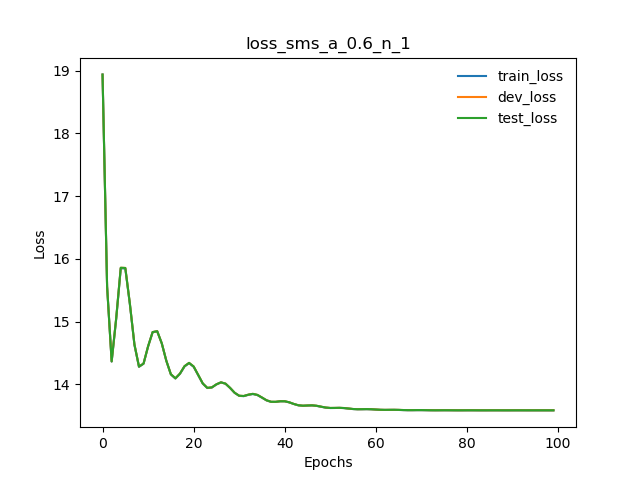 loss_sms_a_0.6_n_1
train_loss
dev_loss
test_loss
19
18
17
16
15
14
Loss
0 20 40 60 80 100
Epochs